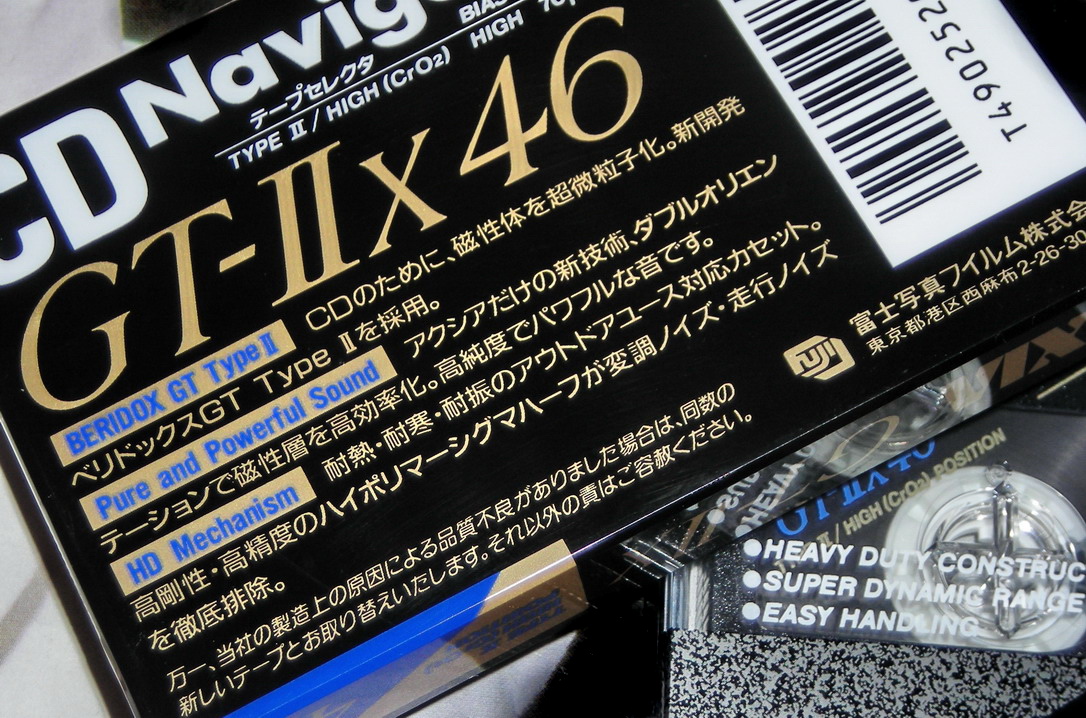 CD Navig
テープセレクタ
TYPE II / HIGH (CrO2)
BIAS
HIGH
GT-IIx 46
T490252
BERIDOX GT Type II
CDのために、磁性体を超微粒子化。新開発
ベリドックスGT Type IIを採用。
Pure and Powerful Sound
アクシアだけの新技術、ダブルオリエン
テーションで磁性層を高効率化。高純度でパワフルな音です。
HD Mechanism
耐熱・耐寒・耐振のアウトドアユース対応カセット。
高剛性・高精度のハイポリマーシグマハーフが変調ノイズ・走行ノイズ
を徹底排除。
万一、当社の製造上の原因による品質不良がありました場合は、同数の
新しいテープとお取り替えいたします。それ以外の責はご容赦ください。
FUJI
富士写真フイルム株式会
東京都港区西麻布2-26-30
GT-IIx 46
II / HIGH (CrO2) POSITION
●HEAVY DUTY CONSTRUC
●SUPER DYNAMIC RANGE
●EASY HANDLING